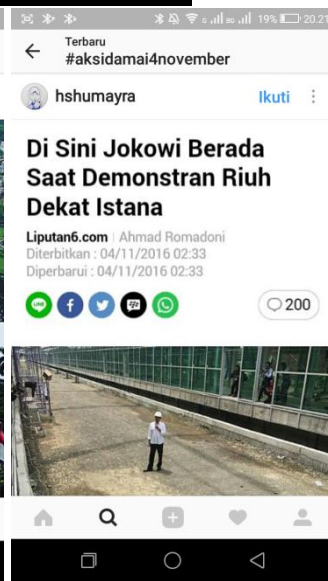 19% 20.21
Terbaru
#aksidamai4november
hshumayra Ikuti
Di Sini Jokowi Berada
Saat Demonstran Riuh
Dekat Istana
Liputan6.com | Ahmad Romadoni
Diterbitkan : 04/11/2016 02:33
Diperbarui : 04/11/2016 02:33
200